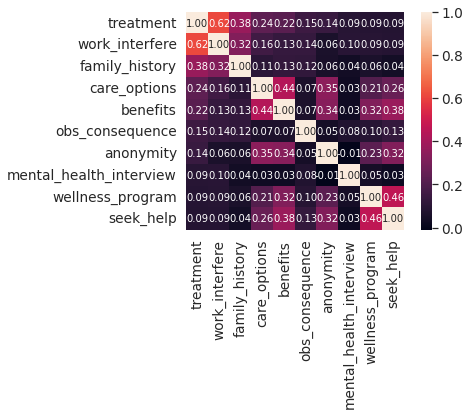 treatment 1.00 0.62 0.38 0.24 0.22 0.15 0.14 0.09 0.09 0.09
work_interfere 0.62 1.00 0.32 0.16 0.13 0.14 0.06 0.10 0.09 0.09
family_history 0.38 0.32 1.00 0.11 0.13 0.12 0.06 0.04 0.06 0.04
care_options 0.24 0.16 0.11 1.00 0.44 0.07 0.35 0.03 0.21 0.26
benefits 0.22 0.13 0.13 0.44 1.00 0.07 0.34 0.03 0.32 0.38
obs_consequence 0.15 0.14 0.12 0.07 0.07 1.00 0.05 0.08 0.10 0.13
anonymity 0.14 0.06 0.06 0.35 0.34 0.05 1.00 -0.01 0.23 0.32
mental_health_interview 0.09 0.10 0.04 0.03 0.03 0.08 -0.01 1.00 0.05 0.03
wellness_program 0.09 0.09 0.06 0.21 0.32 0.10 0.23 0.05 1.00 0.46
seek_help 0.09 0.09 0.04 0.26 0.38 0.13 0.32 0.03 0.46 1.00
treatment
work_interfere
family_history
care_options
benefits
obs_consequence
anonymity
mental_health_interview
wellness_program
seek_help
1.0
0.8
0.6
0.4
0.2
0.0